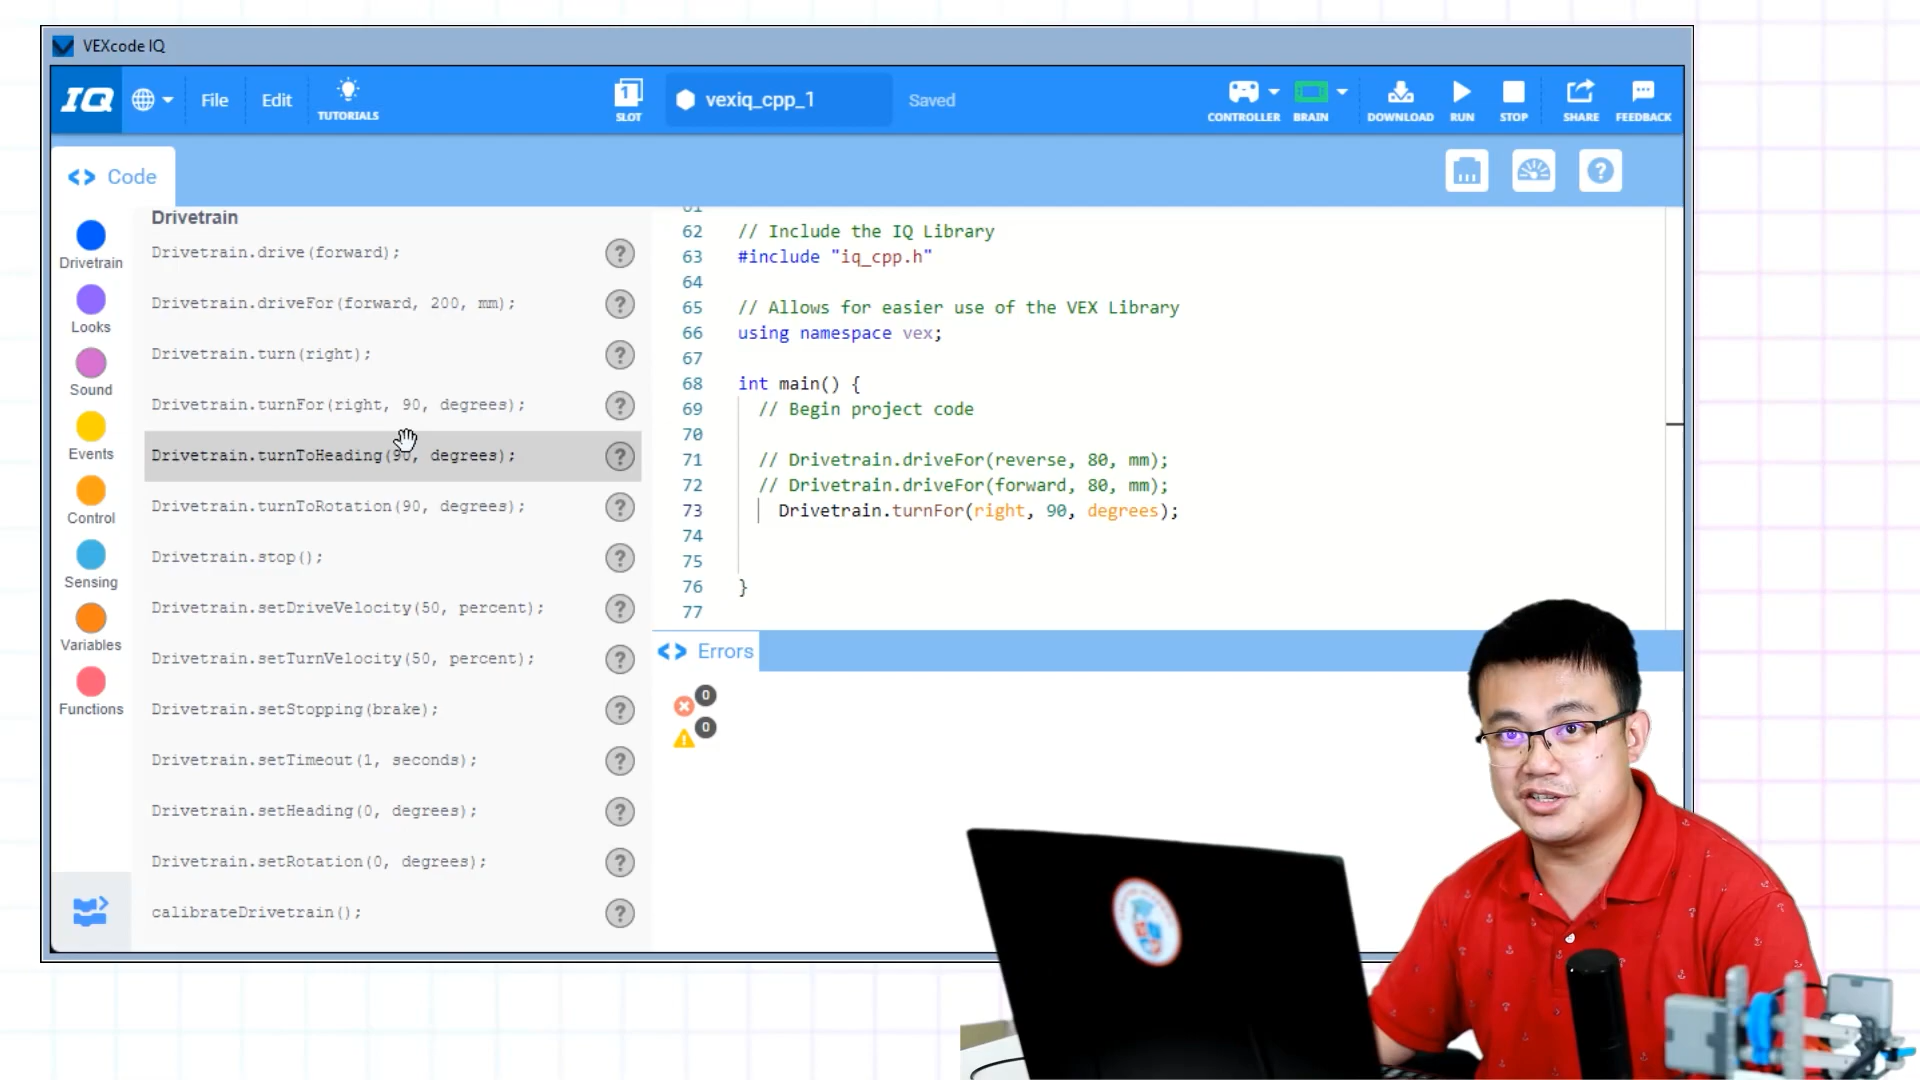 VEXcode IQ
IQ
File
Edit
TUTORIALS
1
SLOT
vexiq_cpp_1
Saved
CONTROLLER
BRAIN
DOWNLOAD
RUN
STOP
SHARE
FEEDBACK
<> Code
?
Drivetrain
Looks
Sound
Events
Control
Sensing
Variables
Functions
Drivetrain
Drivetrain.drive(forward); ?
Drivetrain.driveFor(forward, 200, mm); ?
Drivetrain.turn(right); ?
Drivetrain.turnFor(right, 90, degrees); ?
Drivetrain.turnToHeading(90, degrees); ?
Drivetrain.turnToRotation(90, degrees); ?
Drivetrain.stop(); ?
Drivetrain.setDriveVelocity(50, percent); ?
Drivetrain.setTurnVelocity(50, percent); ?
Drivetrain.setStopping(brake); ?
Drivetrain.setTimeout(1, seconds); ?
Drivetrain.setHeading(0, degrees); ?
Drivetrain.setRotation(0, degrees); ?
calibrateDrivetrain(); ?
61
62 // Include the IQ Library
63 #include "iq_cpp.h"
64
65 // Allows for easier use of the VEX Library
66 using namespace vex;
67
68 int main() {
69 // Begin project code
70
71 // Drivetrain.driveFor(reverse, 80, mm);
72 // Drivetrain.driveFor(forward, 80, mm);
73 Drivetrain.turnFor(right, 90, degrees);
74
75
76 }
77
<> Errors
0
0